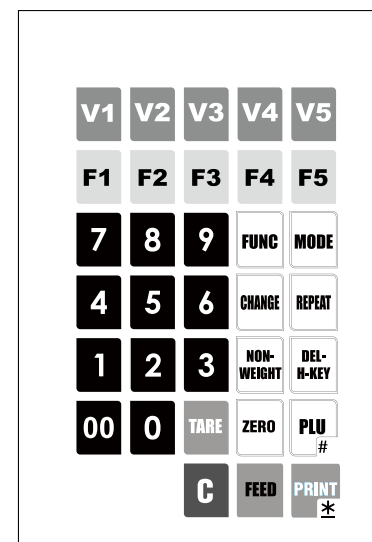 V1 V2 V3 V4 V5
F1 F2 F3 F4 F5
7 8 9 FUNC MODE
4 5 6 CHANGE REPEAT
1 2 3 NON-WEIGHT DEL-H-KEY
00 0 TARE ZERO PLU #
C FEED PRINT *